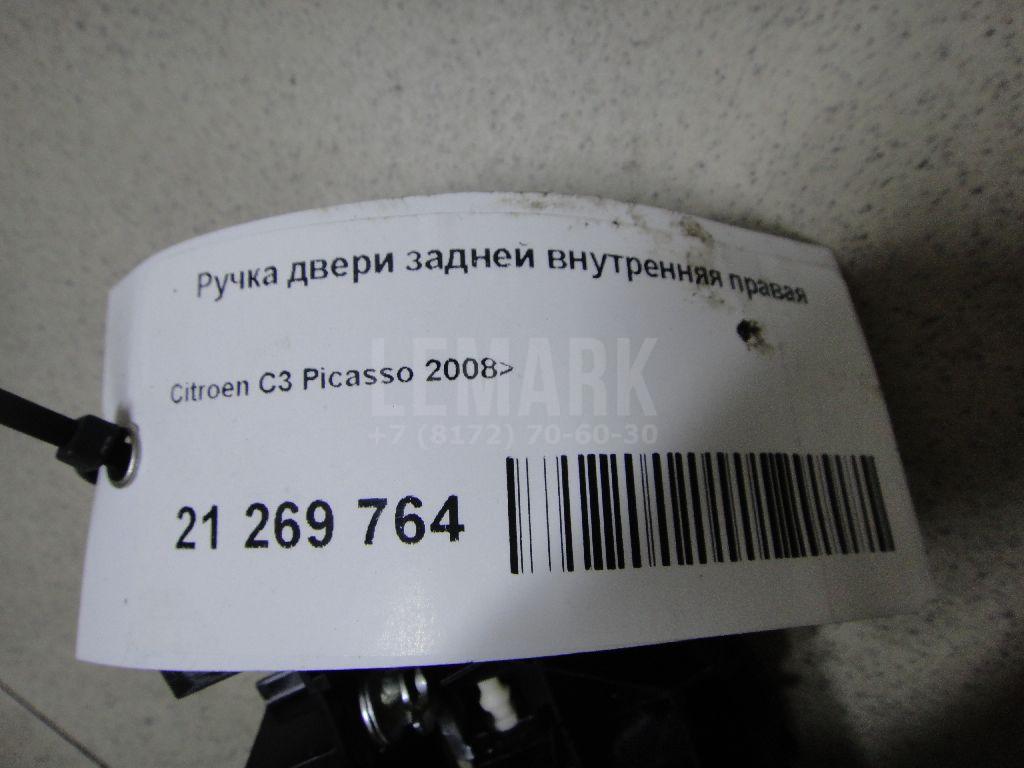 Ручка двери задней внутренняя правая
Citroen C3 Picasso 2008>
LEMARK
+7 (8172) 70-60-30
21 269 764